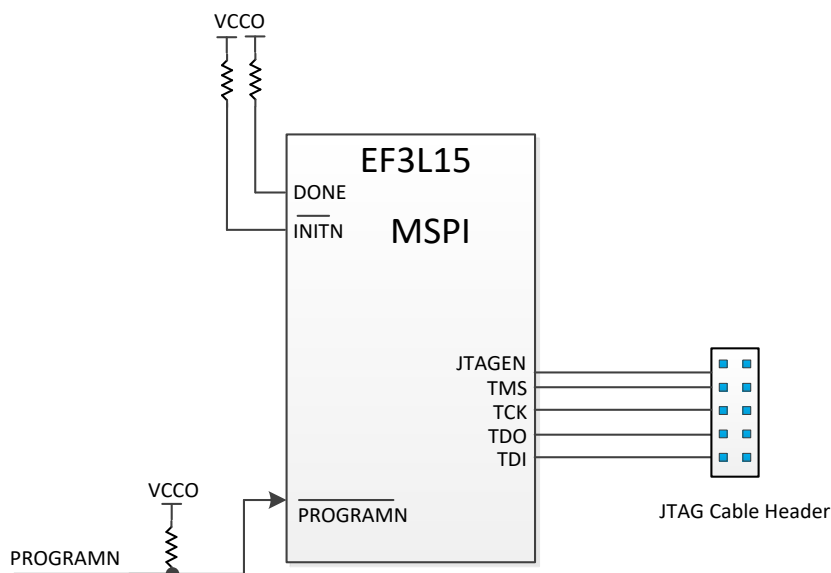 VCCO
EF3L15
DONE
INITN
MSPI
JTAGEN
TMS
TCK
TDO
TDI
VCCO
PROGRAMN
JTAG Cable Header
PROGRAMN